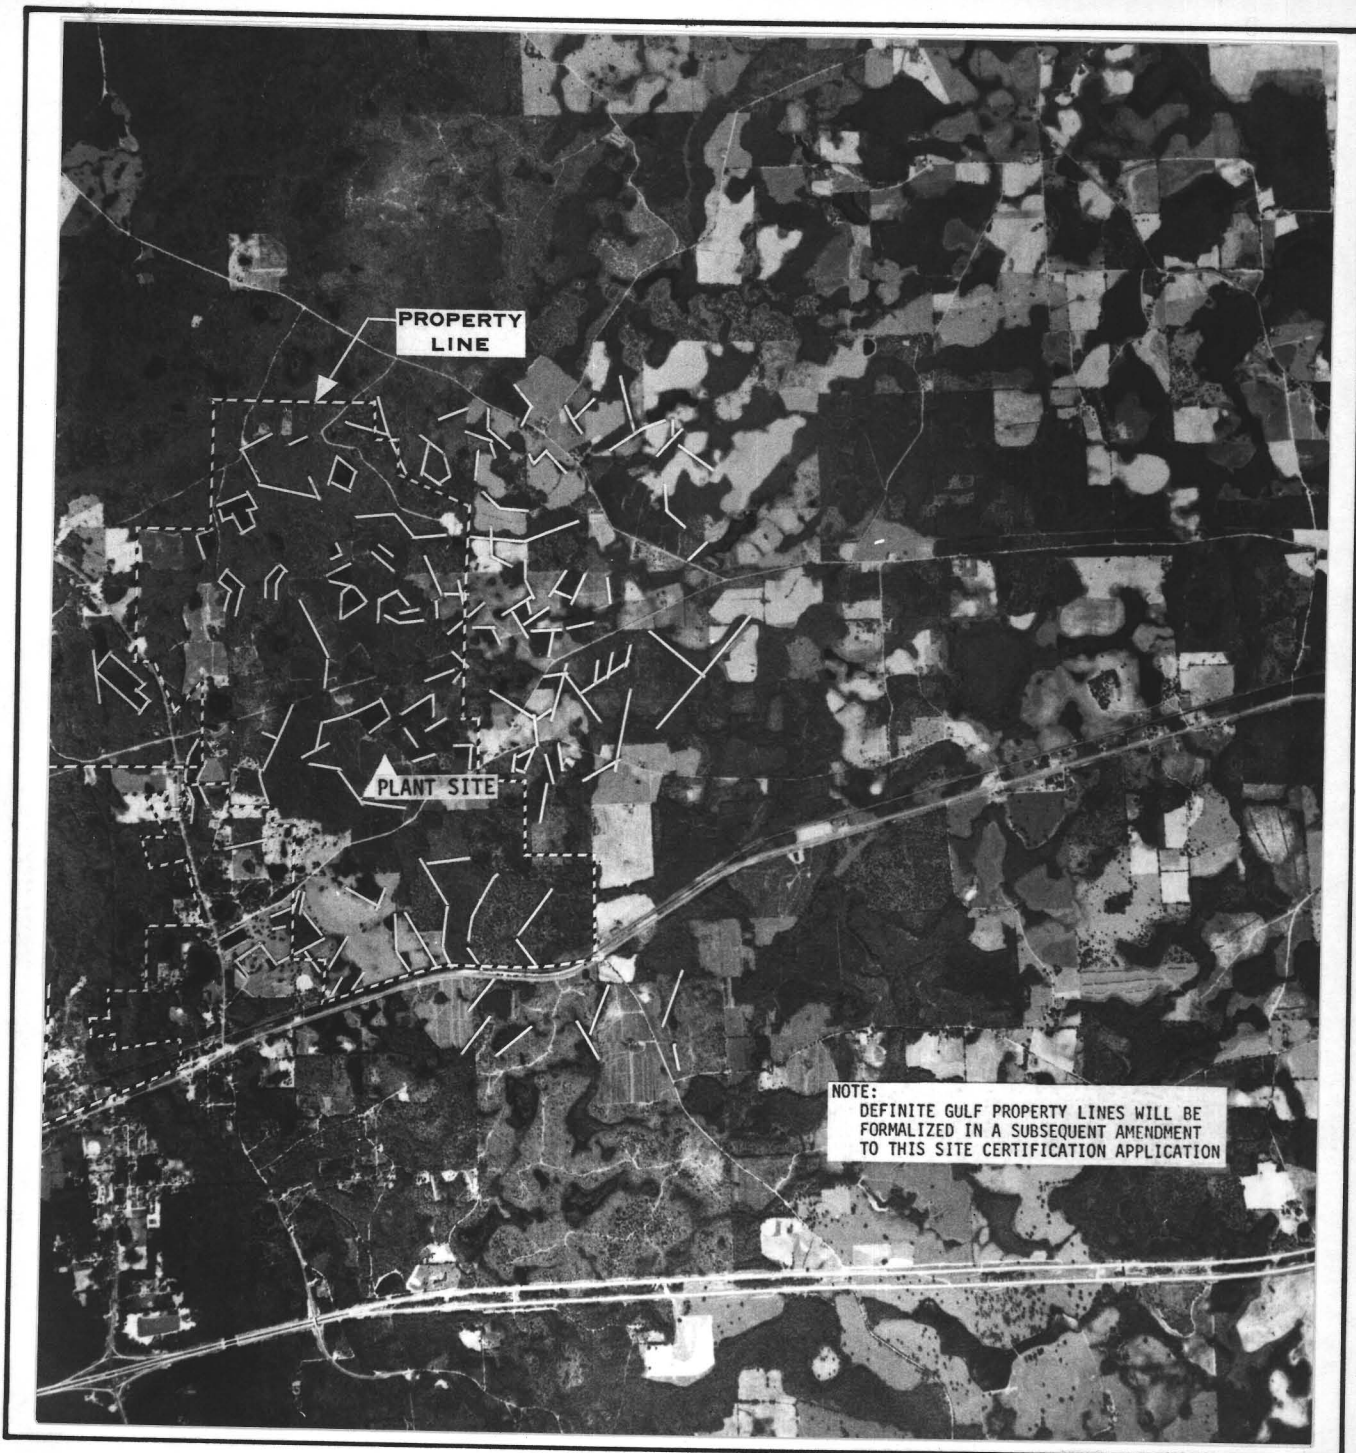 PROPERTY
LINE
PLANT SITE
NOTE:
DEFINITE GULF PROPERTY LINES WILL BE
FORMALIZED IN A SUBSEQUENT AMENDMENT
TO THIS SITE CERTIFICATION APPLICATION